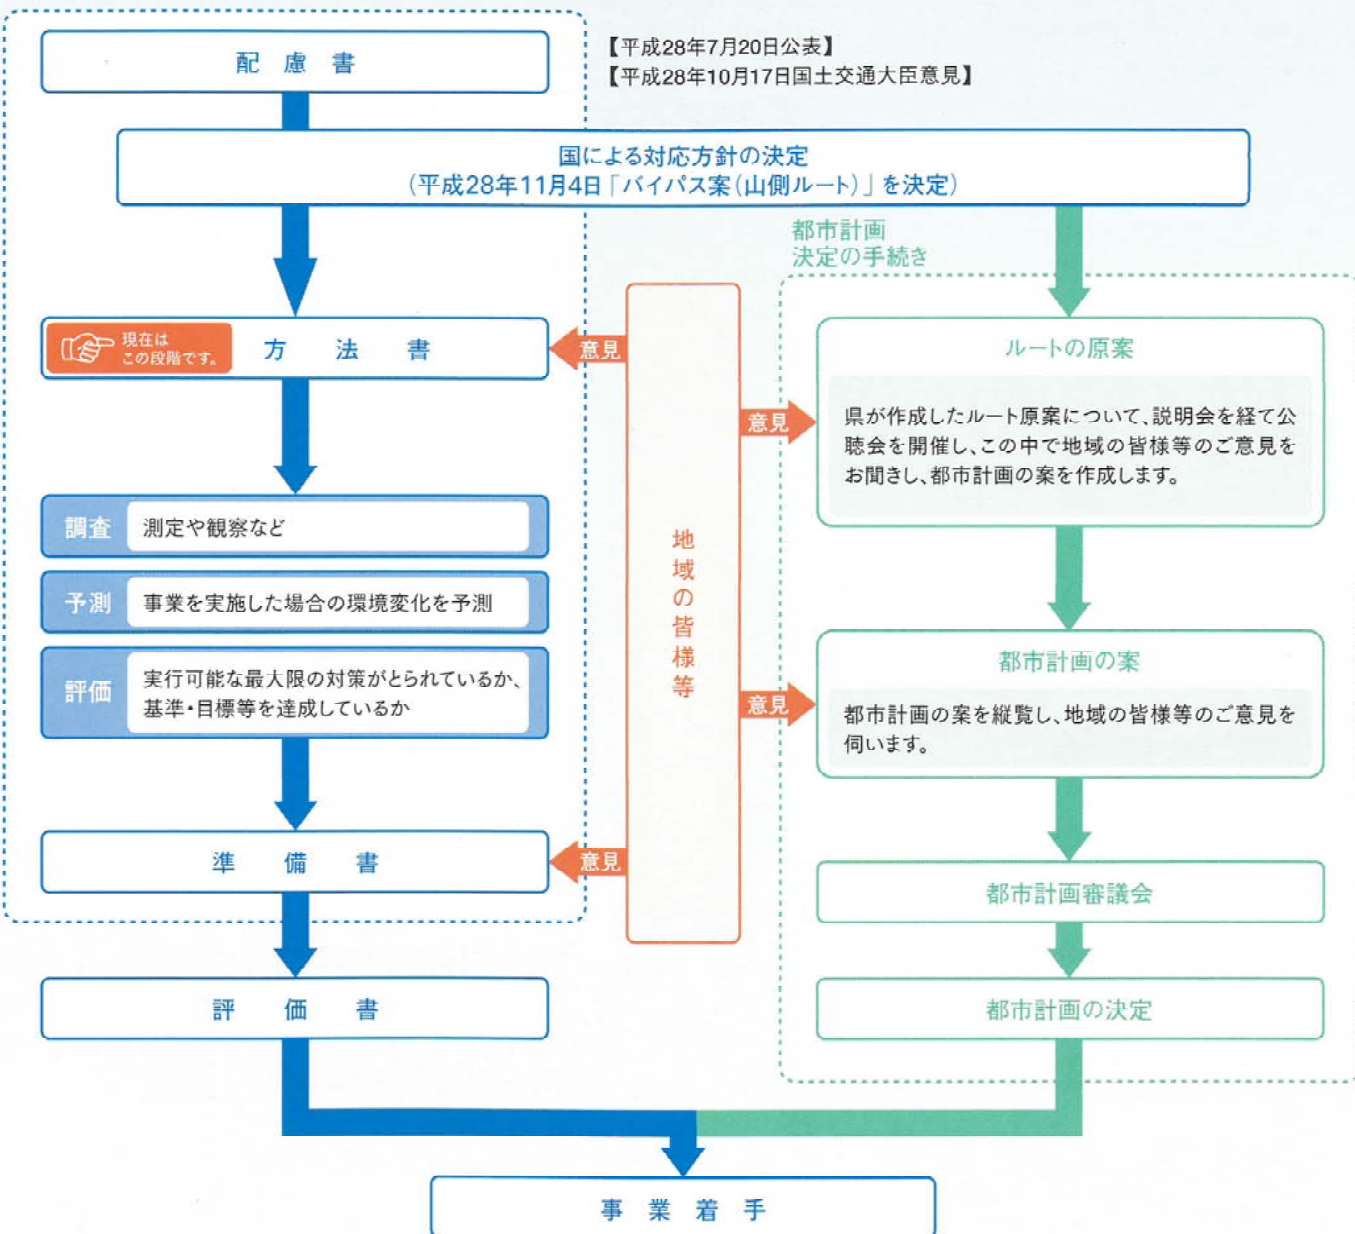 配慮書
【平成28年7月20日公表】
【平成28年10月17日国土交通大臣意見】
国による対応方針の決定
(平成28年11月4日「バイパス案(山側ルート)」を決定)
都市計画
決定の手続き
現在は
この段階です。
方法書
意見
ルートの原案
意見
県が作成したルート原案について、説明会を経て公
聴会を開催し、この中で地域の皆様等のご意見を
お聞きし、都市計画の案を作成します。
調査
測定や観察など
予測
事業を実施した場合の環境変化を予測
評価
実行可能な最大限の対策がとられているか、
基準・目標等を達成しているか
地域の皆様等
都市計画の案
意見
都市計画の案を縦覧し、地域の皆様等のご意見を
伺います。
準備書
意見
都市計画審議会
評価書
都市計画の決定
事業着手